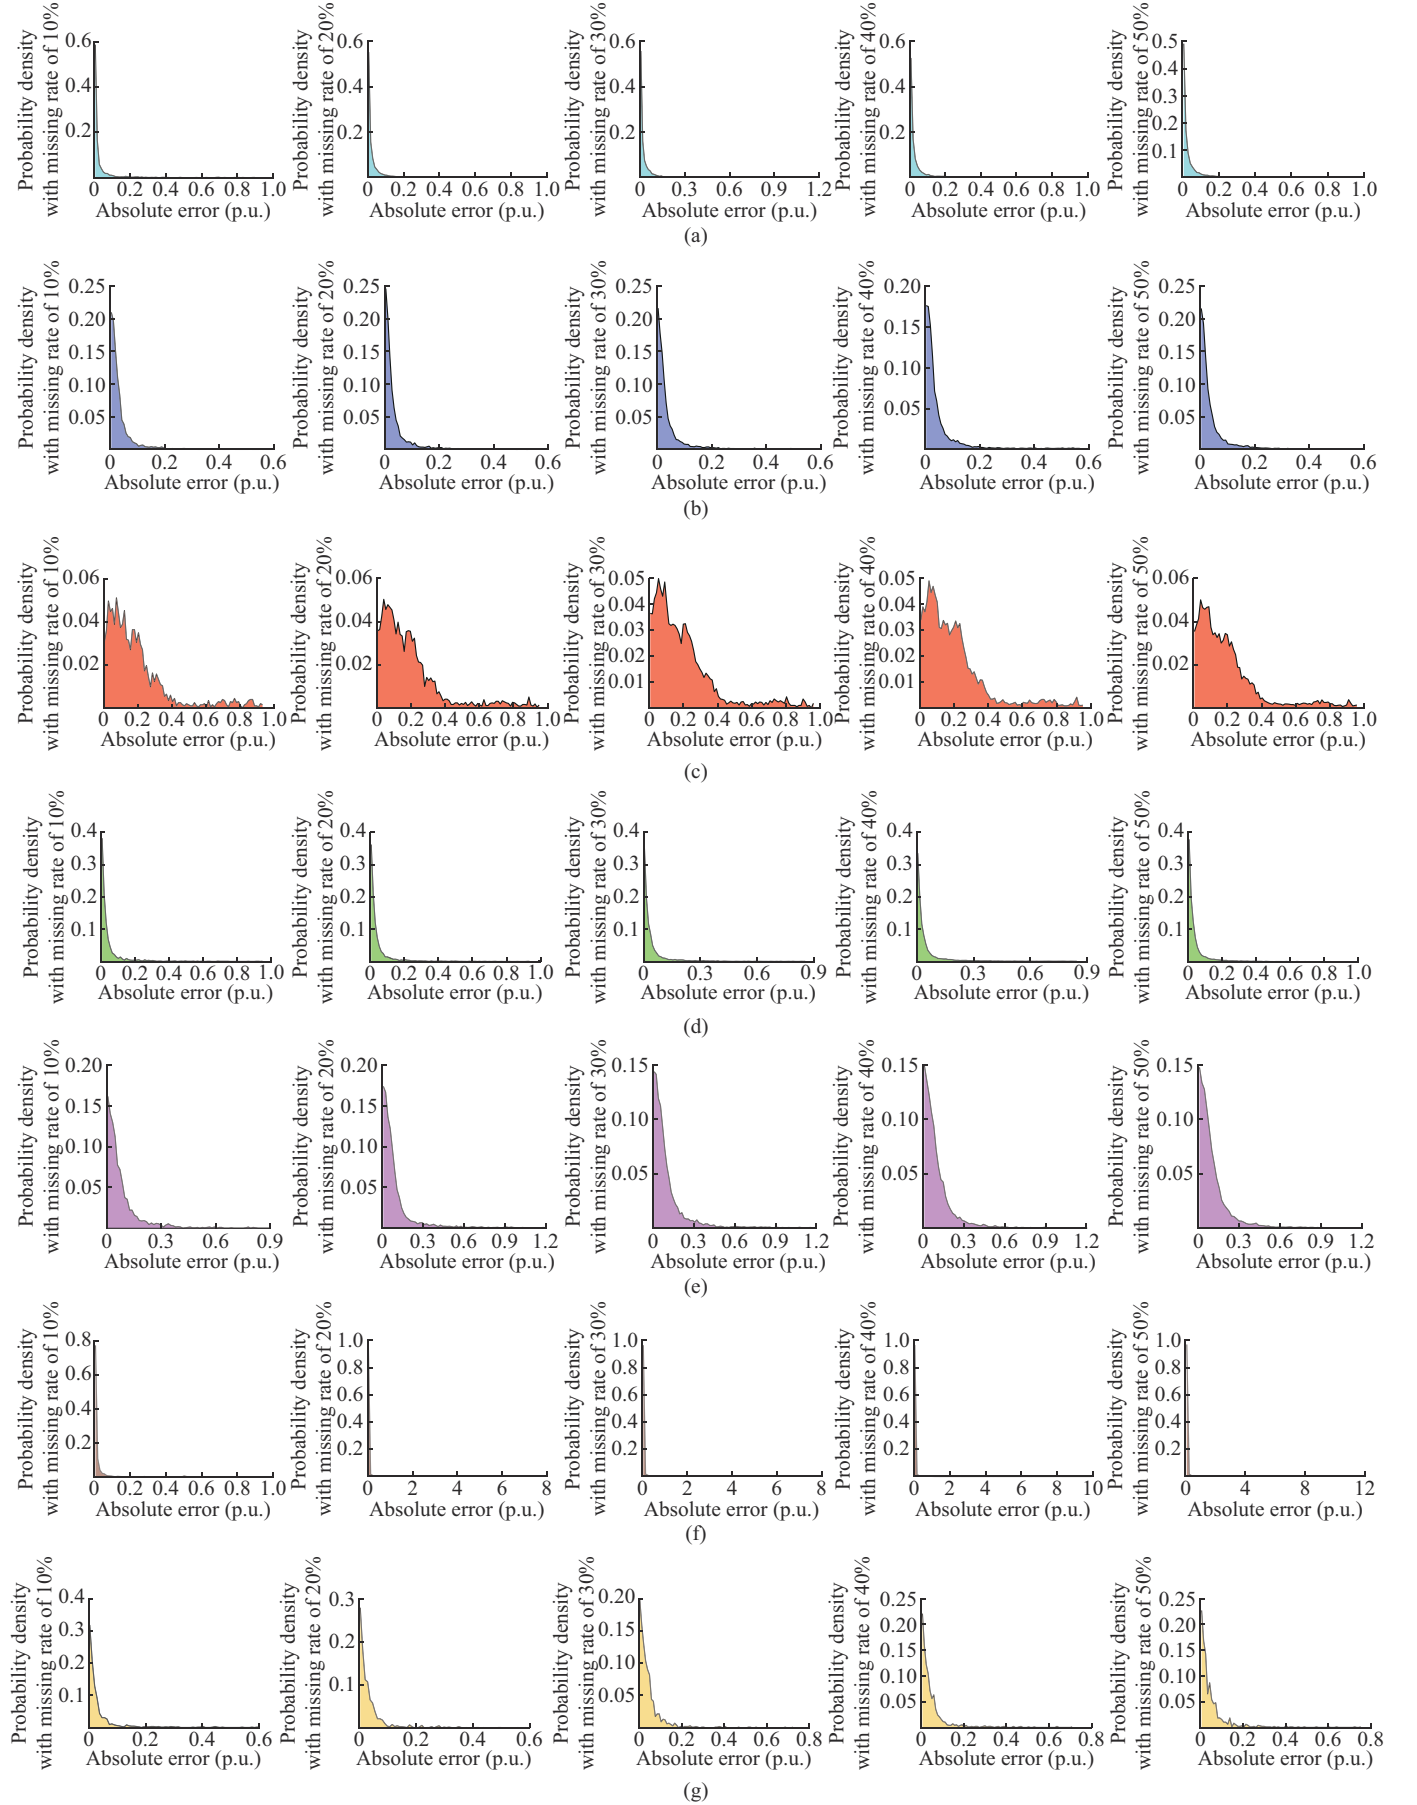 Probability density
with missing rate of 10%
0.6
0.4
0.2
0 0.2 0.4 0.6 0.8 1.0
Absolute error (p.u.)
Probability density
with missing rate of 20%
0.6
0.4
0.2
0 0.2 0.4 0.6 0.8 1.0
Absolute error (p.u.)
Probability density
with missing rate of 30%
0.6
0.4
0.2
0 0.3 0.6 0.9 1.2
Absolute error (p.u.)
Probability density
with missing rate of 40%
0.6
0.4
0.2
0 0.2 0.4 0.6 0.8 1.0
Absolute error (p.u.)
Probability density
with missing rate of 50%
0.5
0.4
0.3
0.2
0.1
0 0.2 0.4 0.6 0.8 1.0
Absolute error (p.u.)
(a)
Probability density
with missing rate of 10%
0.25
0.20
0.15
0.10
0.05
0 0.2 0.4 0.6
Absolute error (p.u.)
Probability density
with missing rate of 20%
0.25
0.20
0.15
0.10
0.05
0 0.2 0.4 0.6
Absolute error (p.u.)
Probability density
with missing rate of 30%
0.25
0.20
0.15
0.10
0.05
0 0.2 0.4 0.6
Absolute error (p.u.)
Probability density
with missing rate of 40%
0.20
0.15
0.10
0.05
0 0.2 0.4 0.6
Absolute error (p.u.)
Probability density
with missing rate of 50%
0.25
0.20
0.15
0.10
0.05
0 0.2 0.4 0.6
Absolute error (p.u.)
(b)
Probability density
with missing rate of 10%
0.06
0.04
0.02
0 0.2 0.4 0.6 0.8 1.0
Absolute error (p.u.)
Probability density
with missing rate of 20%
0.06
0.04
0.02
0 0.2 0.4 0.6 0.8 1.0
Absolute error (p.u.)
Probability density
with missing rate of 30%
0.05
0.04
0.03
0.02
0.01
0 0.2 0.4 0.6 0.8 1.0
Absolute error (p.u.)
Probability density
with missing rate of 40%
0.05
0.04
0.03
0.02
0.01
0 0.2 0.4 0.6 0.8 1.0
Absolute error (p.u.)
Probability density
with missing rate of 50%
0.06
0.04
0.02
0 0.2 0.4 0.6 0.8 1.0
Absolute error (p.u.)
(c)
Probability density
with missing rate of 10%
0.4
0.3
0.2
0.1
0 0.2 0.4 0.6 0.8 1.0
Absolute error (p.u.)
Probability density
with missing rate of 20%
0.4
0.3
0.2
0.1
0 0.2 0.4 0.6 0.8 1.0
Absolute error (p.u.)
Probability density
with missing rate of 30%
0.4
0.3
0.2
0.1
0 0.3 0.6 0.9
Absolute error (p.u.)
Probability density
with missing rate of 40%
0.4
0.3
0.2
0.1
0 0.3 0.6 0.9
Absolute error (p.u.)
Probability density
with missing rate of 50%
0.4
0.3
0.2
0.1
0 0.2 0.4 0.6 0.8 1.0
Absolute error (p.u.)
(d)
Probability density
with missing rate of 10%
0.20
0.15
0.10
0.05
0 0.3 0.6 0.9
Absolute error (p.u.)
Probability density
with missing rate of 20%
0.20
0.15
0.10
0.05
0 0.3 0.6 0.9 1.2
Absolute error (p.u.)
Probability density
with missing rate of 30%
0.15
0.10
0.05
0 0.3 0.6 0.9 1.2
Absolute error (p.u.)
Probability density
with missing rate of 40%
0.15
0.10
0.05
0 0.3 0.6 0.9 1.2
Absolute error (p.u.)
Probability density
with missing rate of 50%
0.15
0.10
0.05
0 0.3 0.6 0.9 1.2
Absolute error (p.u.)
(e)
Probability density
with missing rate of 10%
0.8
0.6
0.4
0.2
0 0.2 0.4 0.6 0.8 1.0
Absolute error (p.u.)
Probability density
with missing rate of 20%
1.0
0.8
0.6
0.4
0.2
0 2 4 6 8
Absolute error (p.u.)
Probability density
with missing rate of 30%
1.0
0.8
0.6
0.4
0.2
0 2 4 6 8
Absolute error (p.u.)
Probability density
with missing rate of 40%
1.0
0.8
0.6
0.4
0.2
0 2 4 6 8 10
Absolute error (p.u.)
Probability density
with missing rate of 50%
1.0
0.8
0.6
0.4
0.2
0 4 8 12
Absolute error (p.u.)
(f)
Probability density
with missing rate of 10%
0.4
0.3
0.2
0.1
0 0.2 0.4 0.6
Absolute error (p.u.)
Probability density
with missing rate of 20%
0.3
0.2
0.1
0 0.2 0.4 0.6
Absolute error (p.u.)
Probability density
with missing rate of 30%
0.20
0.15
0.10
0.05
0 0.2 0.4 0.6 0.8
Absolute error (p.u.)
Probability density
with missing rate of 40%
0.25
0.20
0.15
0.10
0.05
0 0.2 0.4 0.6 0.8
Absolute error (p.u.)
Probability density
with missing rate of 50%
0.25
0.20
0.15
0.10
0.05
0 0.2 0.4 0.6 0.8
Absolute error (p.u.)
(g)